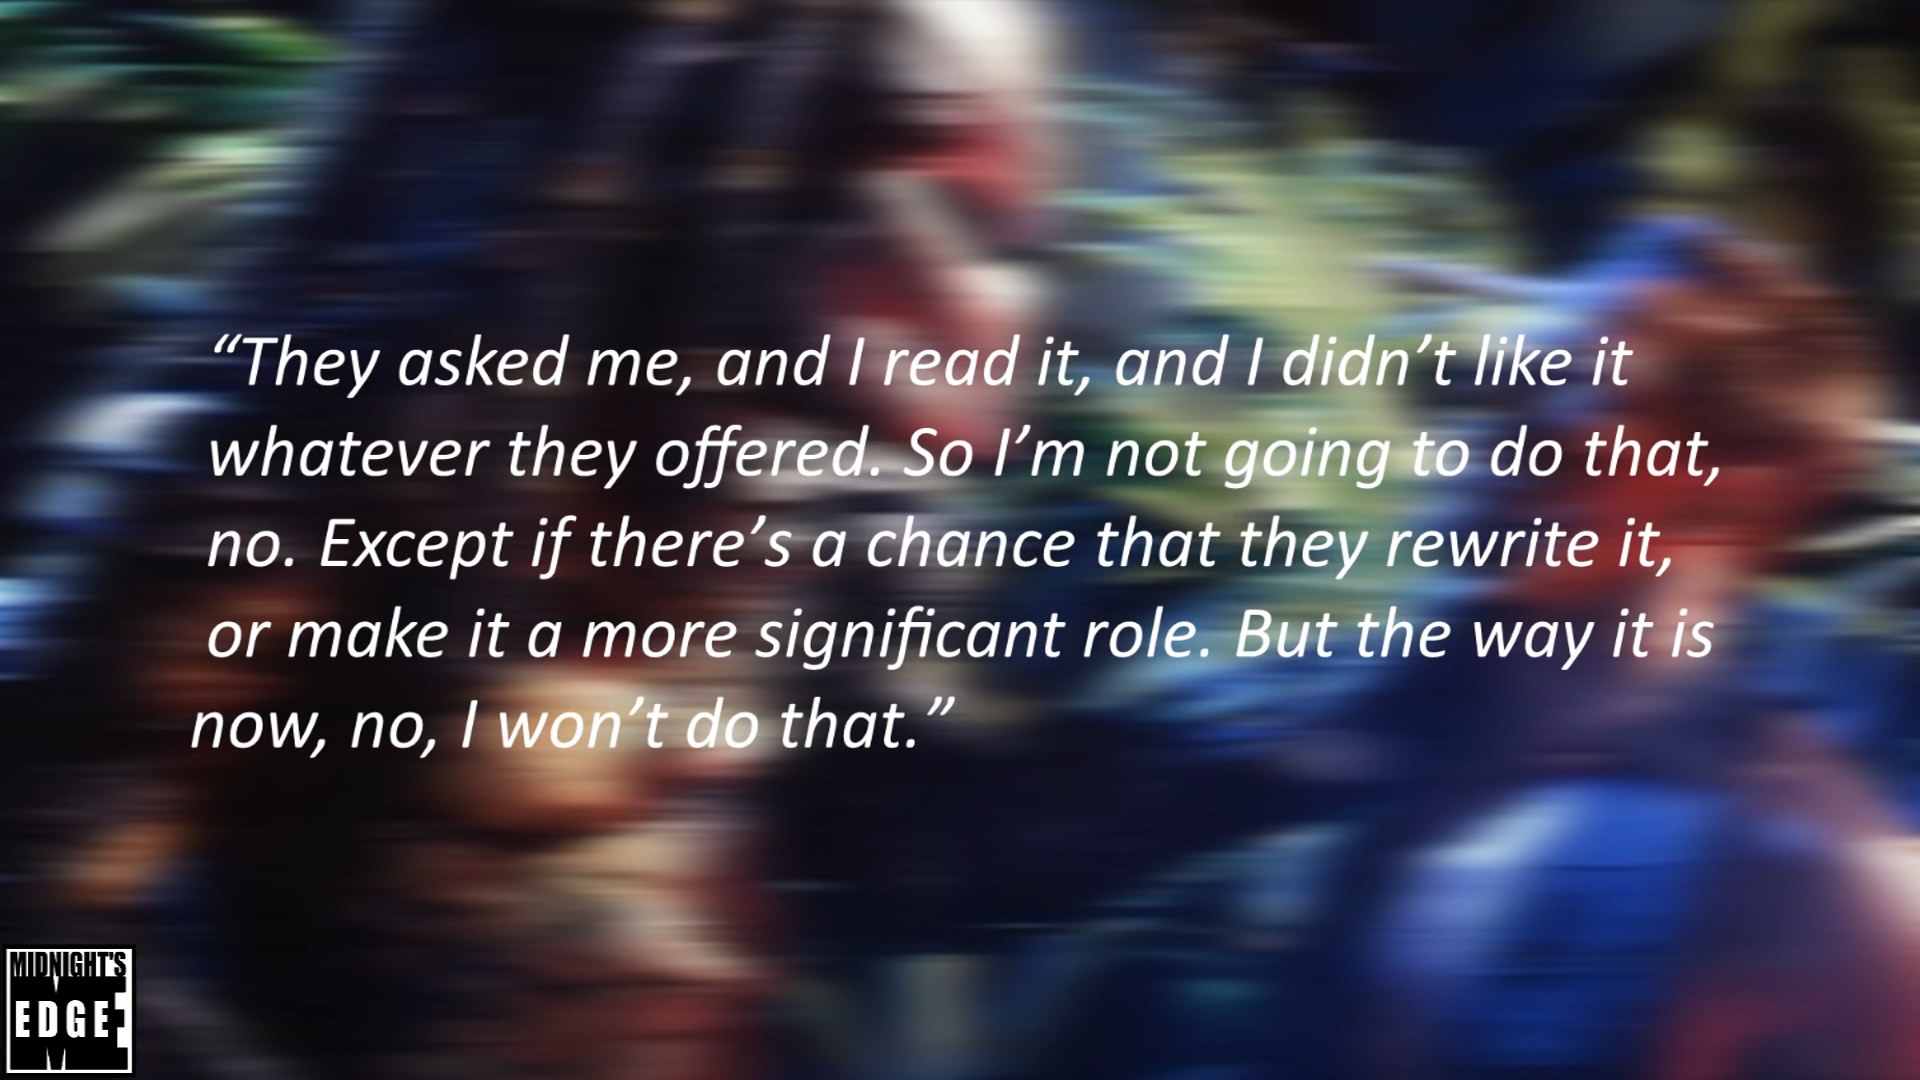 “They asked me, and I read it, and I didn’t like it
whatever they offered. So I’m not going to do that,
no. Except if there’s a chance that they rewrite it,
or make it a more significant role. But the way it is
now, no, I won’t do that.”
MIDNIGHT'S
EDGE